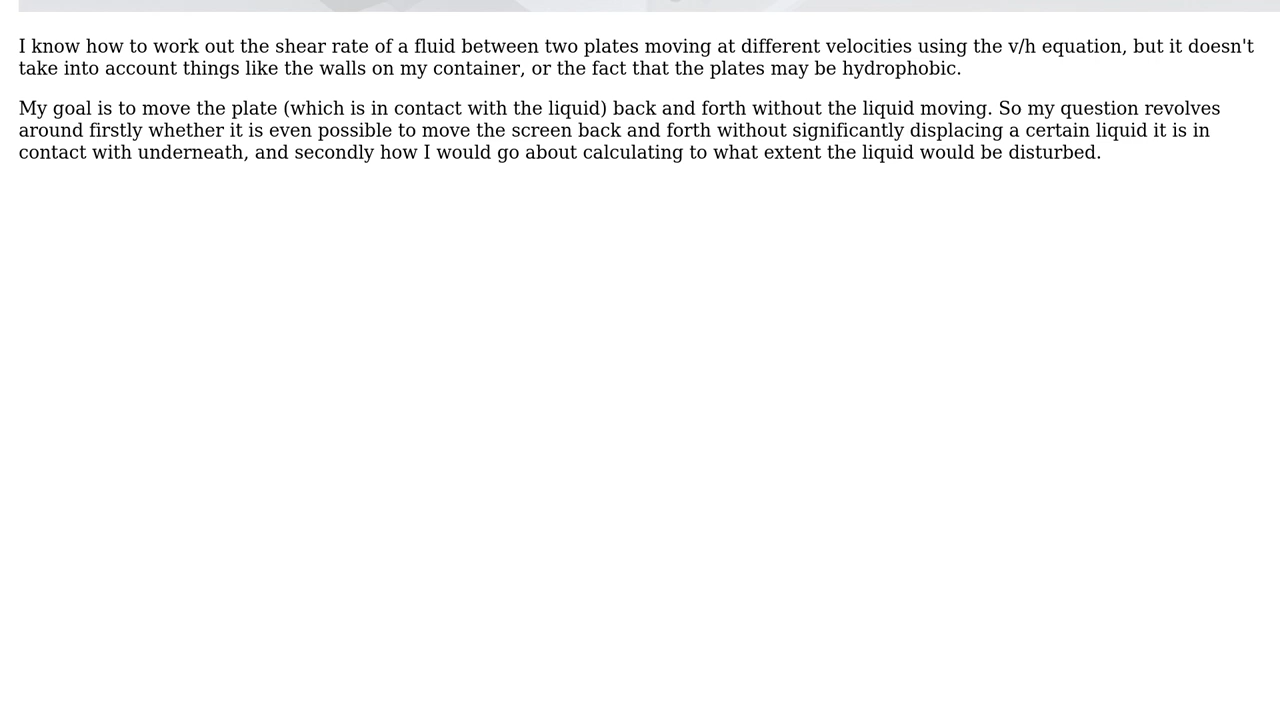 I know how to work out the shear rate of a fluid between two plates moving at different velocities using the v/h equation, but it doesn't
take into account things like the walls on my container, or the fact that the plates may be hydrophobic.
My goal is to move the plate (which is in contact with the liquid) back and forth without the liquid moving. So my question revolves
around firstly whether it is even possible to move the screen back and forth without significantly displacing a certain liquid it is in
contact with underneath, and secondly how I would go about calculating to what extent the liquid would be disturbed.